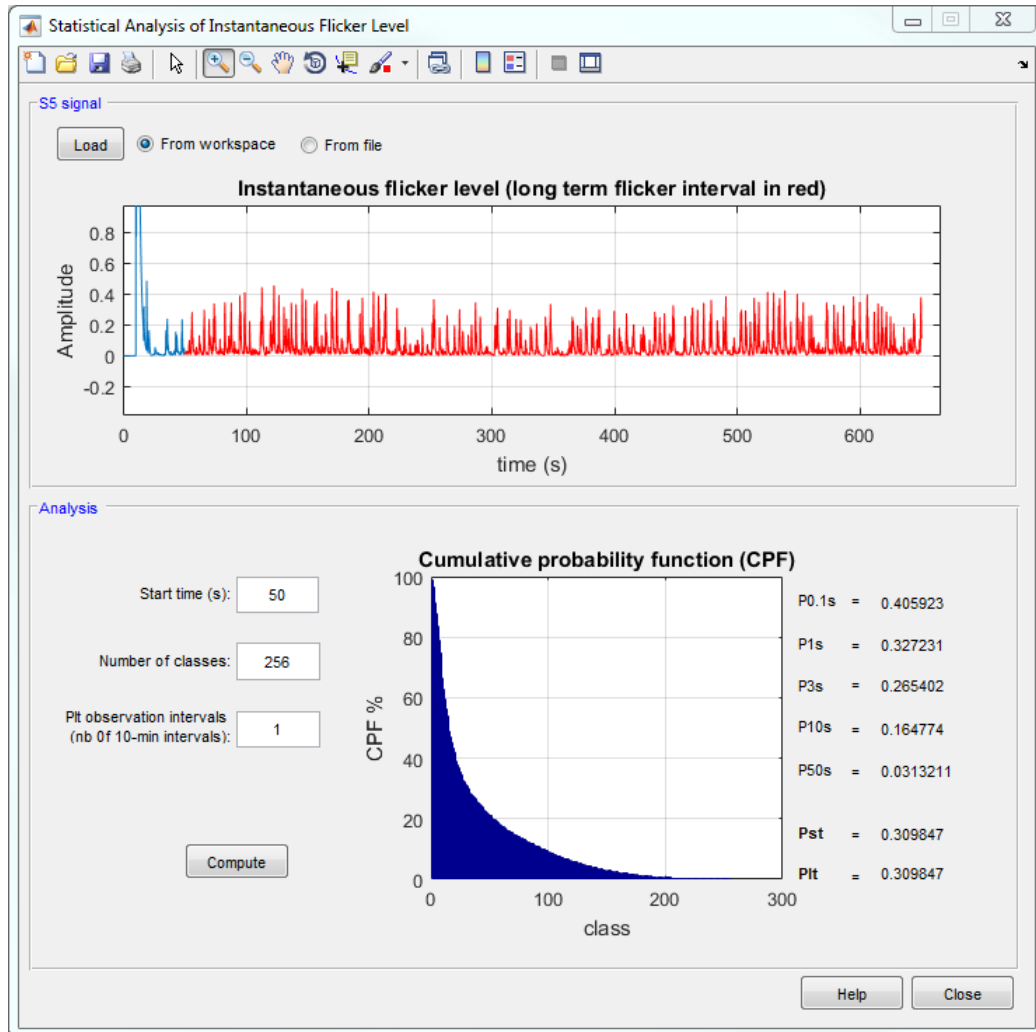 Statistical Analysis of Instantaneous Flicker Level
S5 signal
Load
From workspace
From file
Instantaneous flicker level (long term flicker interval in red)
0.8
0.6
0.4
0.2
0
-0.2
Amplitude
0 100 200 300 400 500 600
time (s)
Analysis
Start time (s): 50
Number of classes: 256
Plt observation intervals
(nb 0f 10-min intervals): 1
Compute
Cumulative probability function (CPF)
100
80
60
40
20
0
CPF %
0 100 200 300
class
P0.1s = 0.405923
P1s = 0.327231
P3s = 0.265402
P10s = 0.164774
P50s = 0.0313211
Pst = 0.309847
Plt = 0.309847
Help
Close